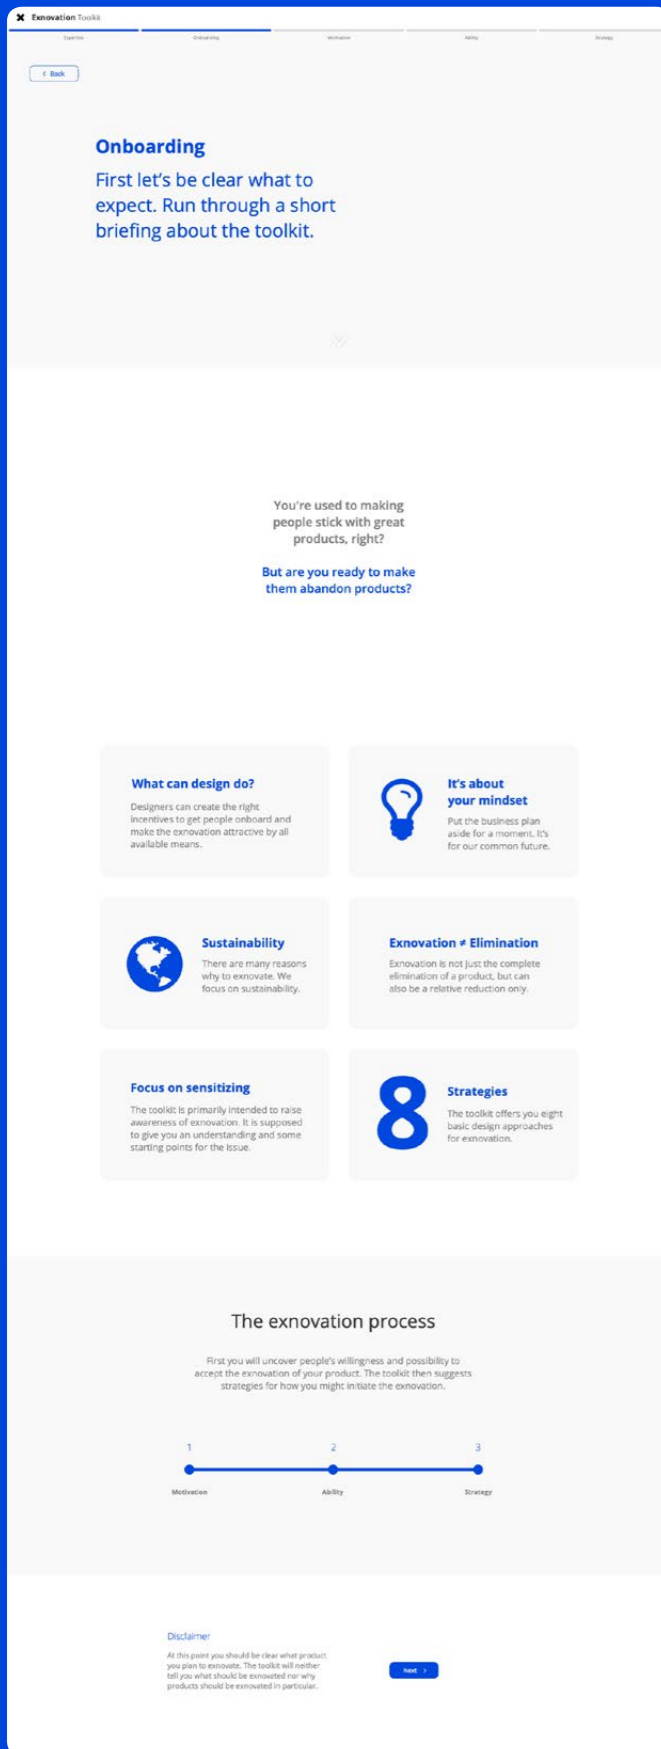 Exnovation Toolkit
Expertise
Onboarding
Motivation
Ability
Strategy
Back
Onboarding
First let's be clear what to
expect. Run through a short
briefing about the toolkit.
You're used to making
people stick with great
products, right?
But are you ready to make
them abandon products?
What can design do?
Designers can create the right
incentives to get people onboard and
make the exnovation attractive by all
available means.
It's about
your mindset
Put the business plan
aside for a moment. It's
for our common future.
Sustainability
There are many reasons
why to exnovate. We
focus on sustainability.
Exnovation ≠ Elimination
Exnovation is not just the complete
elimination of a product, but can
also be a relative reduction only.
Focus on sensitizing
The toolkit is primarily intended to raise
awareness of exnovation. It is supposed
to give you an understanding and some
starting points for the issue.
8
Strategies
The toolkit offers you eight
basic design approaches
for exnovation.
The exnovation process
First you will uncover people's willingness and possibility to
accept the exnovation of your product. The toolkit then suggests
strategies for how you might initiate the exnovation.
1
2
3
Motivation
Ability
Strategy
Disclaimer
At this point you should be clear what product
you plan to exnovate. The toolkit will neither
tell you what should be exnovated nor why
products should be exnovated in particular.
Next